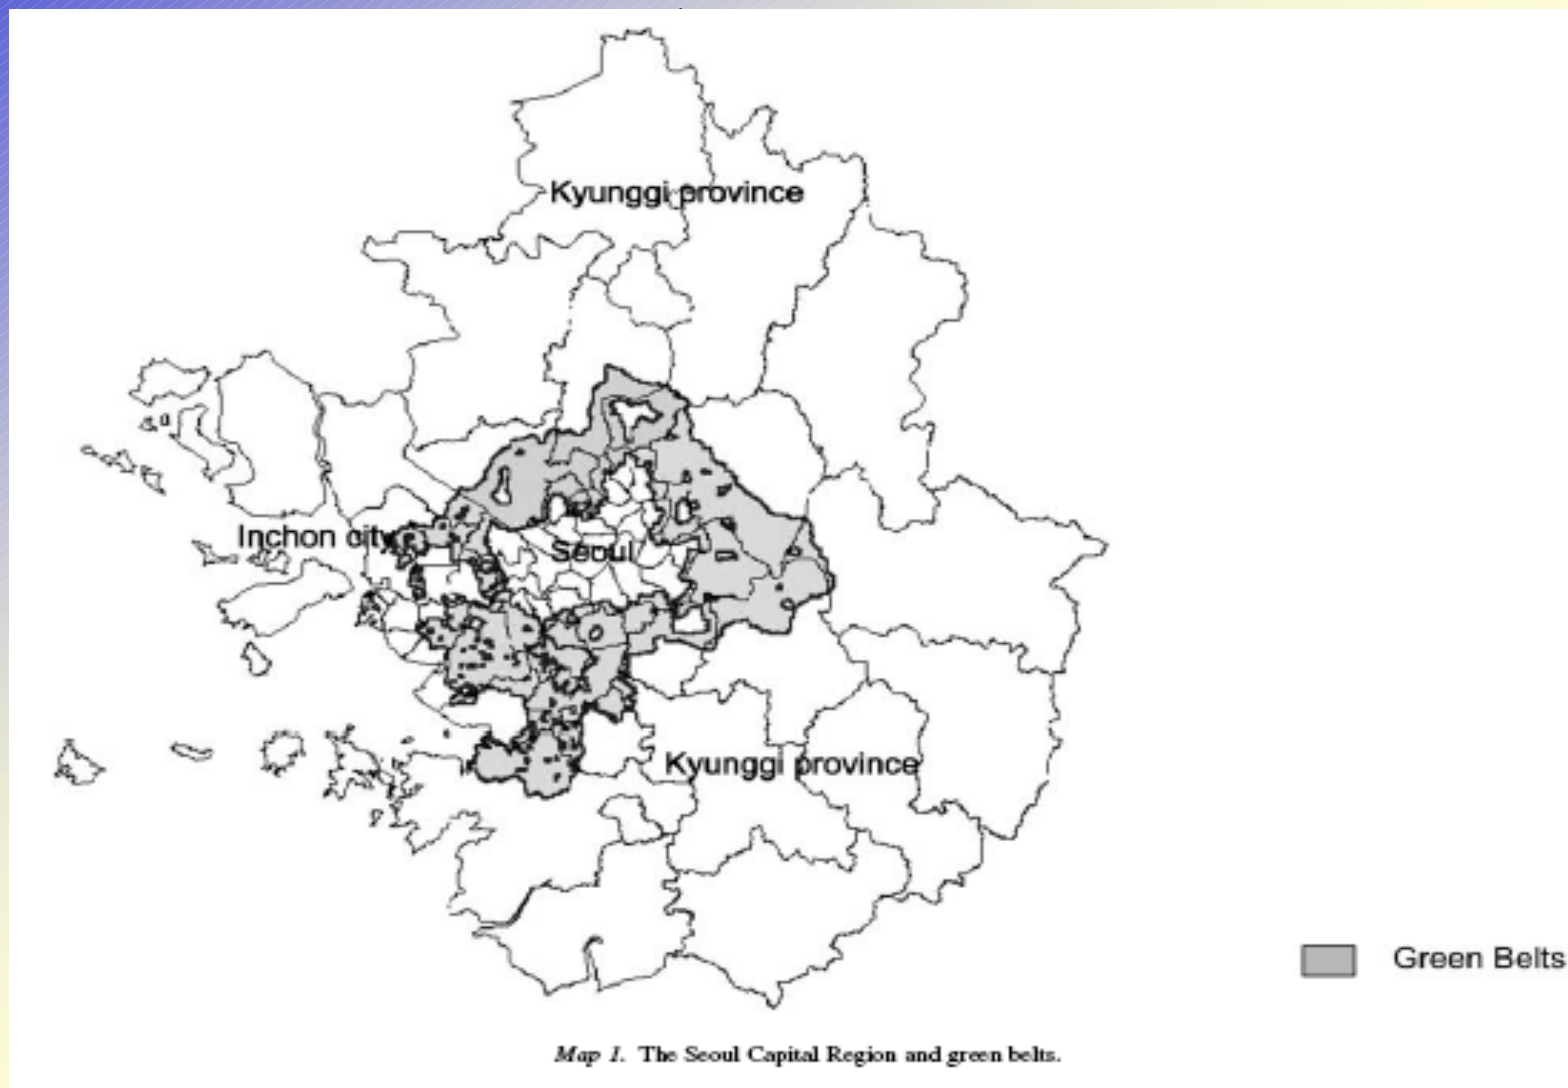 Kyunggi province
Inchon city
Seoul
Kyunggi province
Green Belts
Map 1. The Seoul Capital Region and green belts.